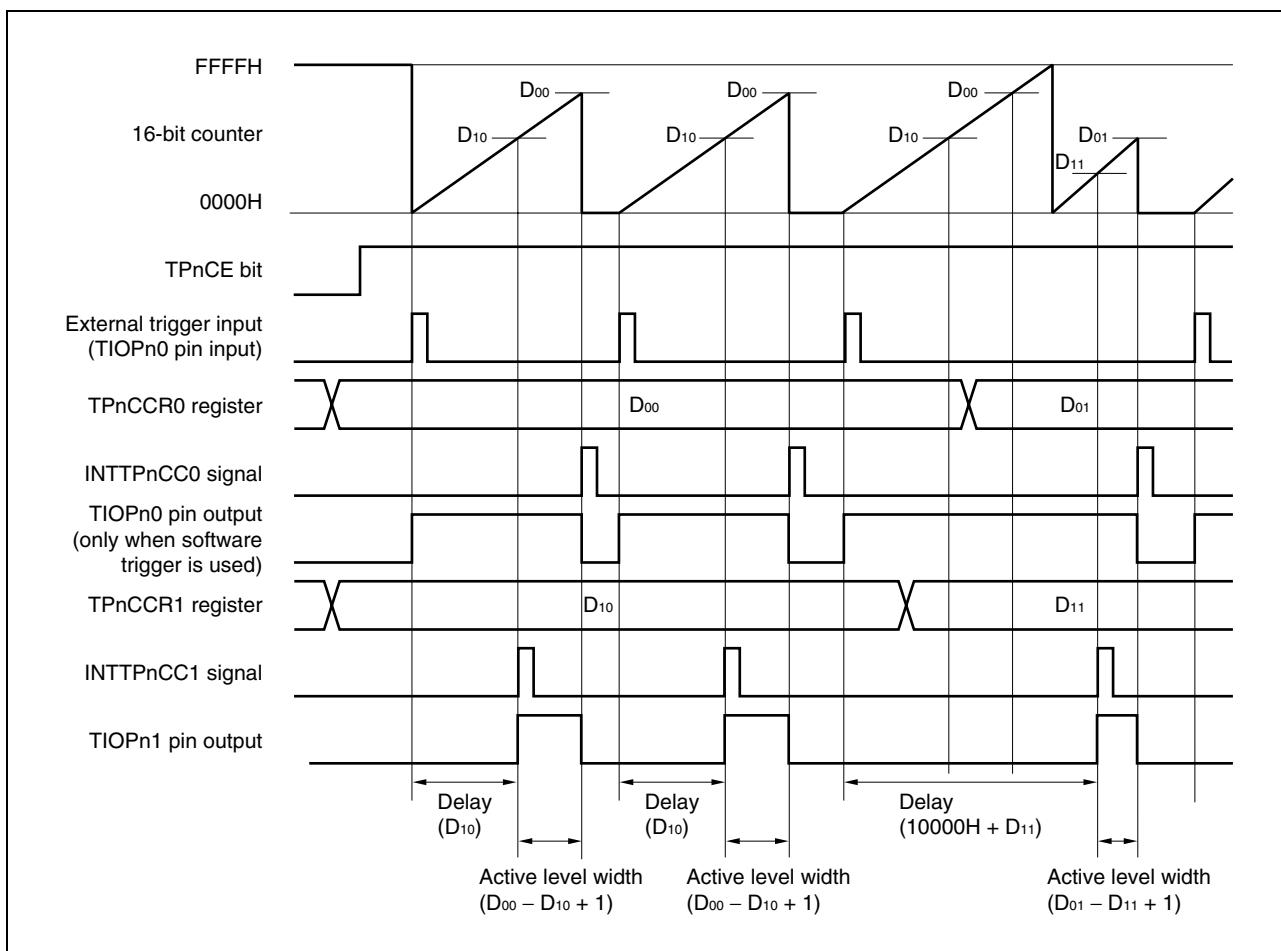 FFFFH
16-bit counter
0000H
D10
D00
D10
D00
D10
D00
D11
D01
TPnCE bit
External trigger input
(TIOPn0 pin input)
TPnCCR0 register
D00
D01
INTTPnCC0 signal
TIOPn0 pin output
(only when software
trigger is used)
TPnCCR1 register
D10
D11
INTTPnCC1 signal
TIOPn1 pin output
Delay
(D10)
Delay
(D10)
Delay
(10000H + D11)
Active level width
(D00 − D10 + 1)
Active level width
(D00 − D10 + 1)
Active level width
(D01 − D11 + 1)